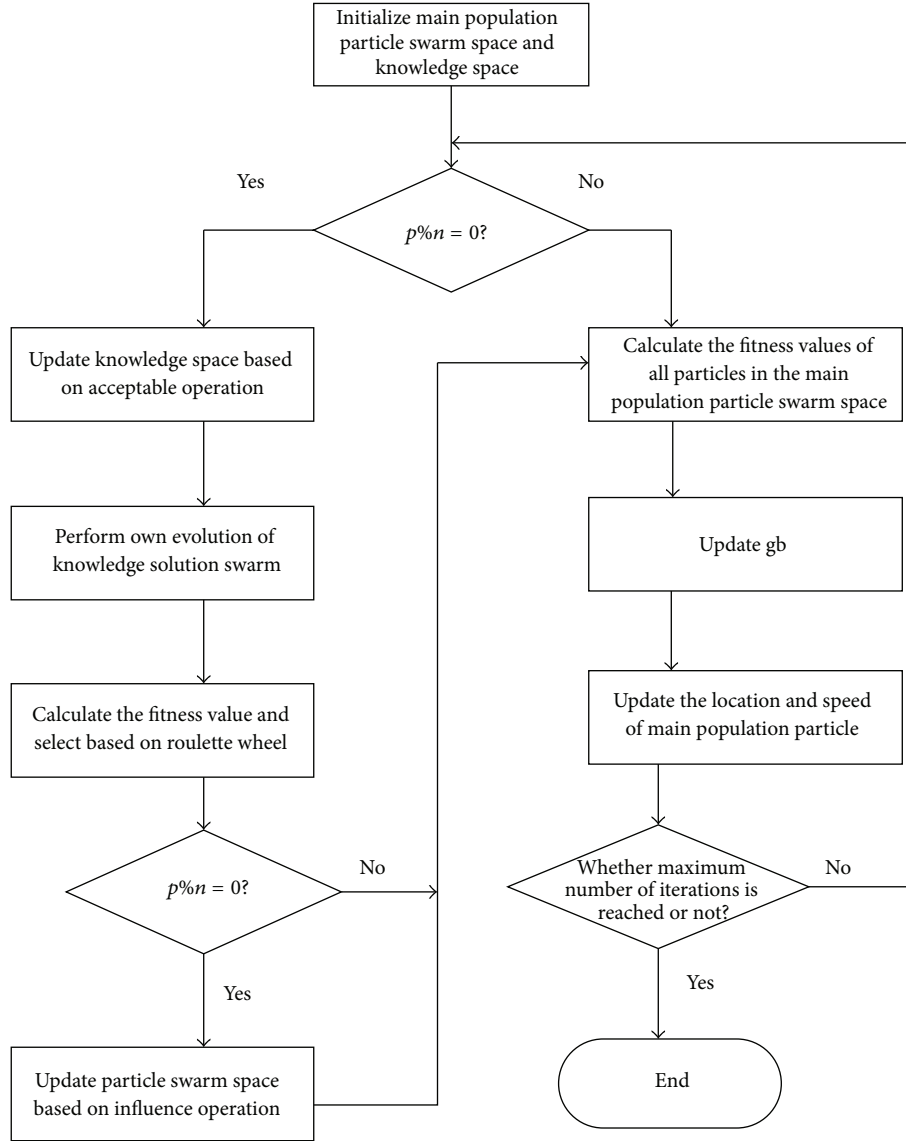 Initialize main population
particle swarm space and
knowledge space
Yes
No
p%n = 0?
Update knowledge space based
on acceptable operation
Calculate the fitness values of
all particles in the main
population particle swarm space
Perform own evolution of
knowledge solution swarm
Update gb
Calculate the fitness value and
select based on roulette wheel
Update the location and speed
of main population particle
p%n = 0?
No
Whether maximum
number of iterations is
reached or not?
No
Yes
Yes
Update particle swarm space
based on influence operation
End